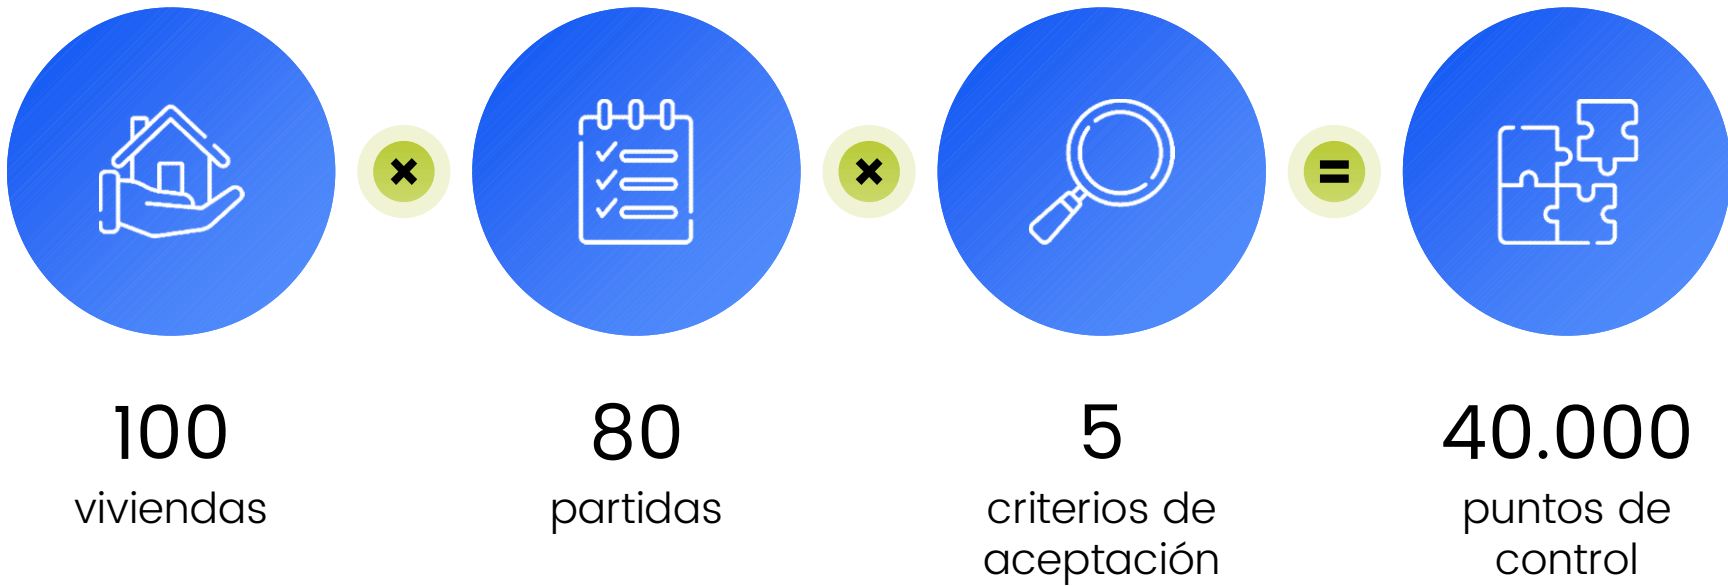 100
viviendas
80
partidas
5
criterios de
aceptación
40.000
puntos de
control